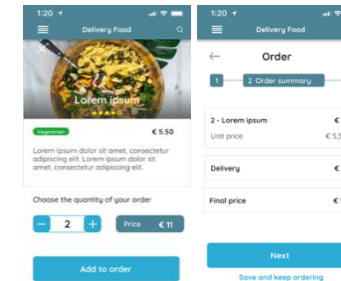 1:20
Delivery Food
Lorem ipsum
Vegetarian
€ 5.50
Lorem ipsum dolor sit amet, consectetur
adipiscing elit. Lorem ipsum dolor sit
amet, consectetur adipiscing elit.
Choose the quantity of your order
2
Price € 11
Add to order
1:20
Delivery Food
Order
1 2 Order summary
2 - Lorem ipsum €
Unit price € 5,5
Delivery €
Final price €
Next
Save and keep ordering